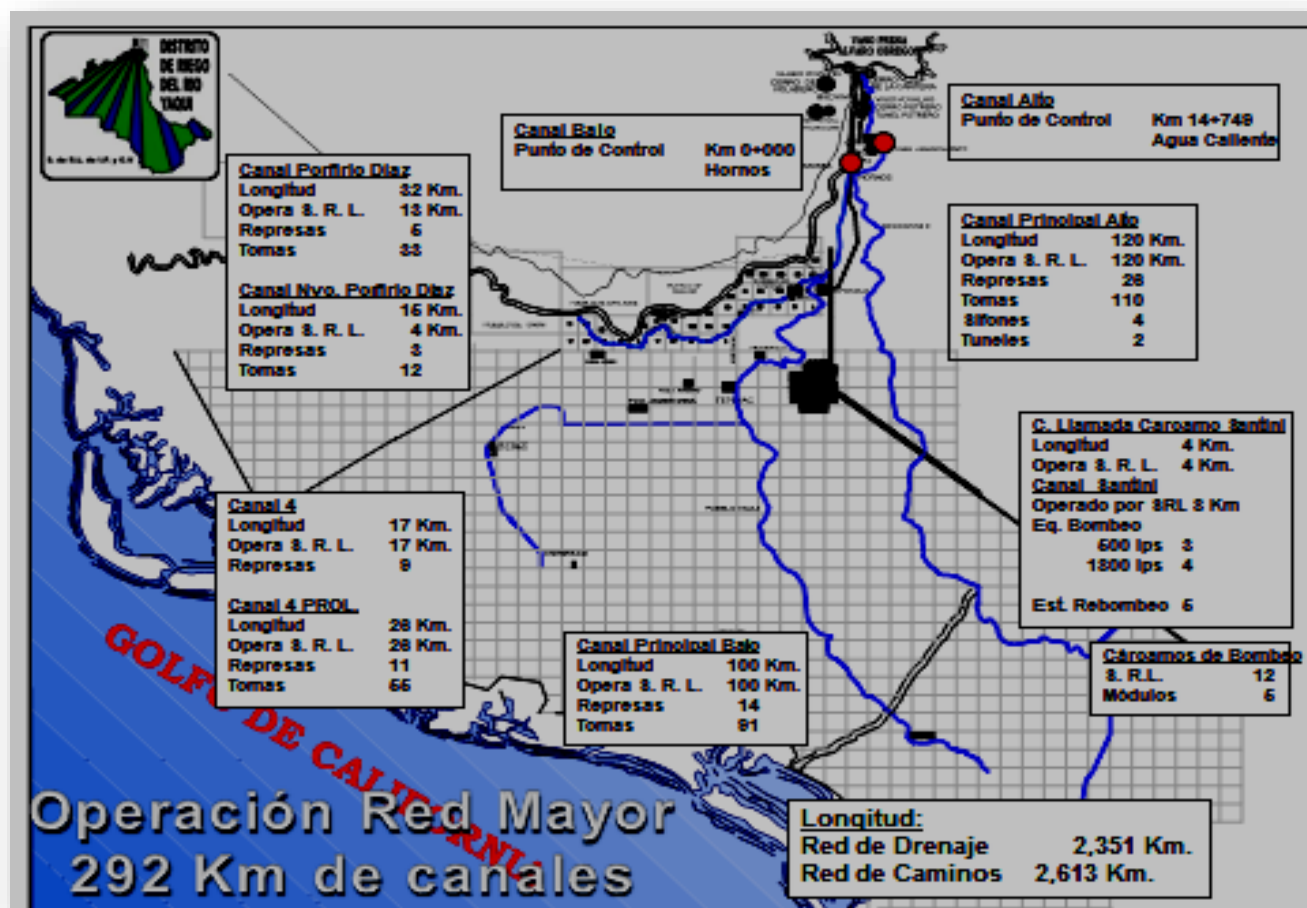 DISTRITO
DE RIEGO
DEL RIO
YAQUI
S. de R.L. de I.P. y C.V.
Canal Bajo
Punto de Control Km 0+000
Hornos
Canal Alto
Punto de Control Km 14+749
Agua Caliente
Canal Porfirio Diaz
Longitud 32 Km.
Opera S. R. L. 13 Km.
Represas 5
Tomas 33
Canal Nvo. Porfirio Diaz
Longitud 15 Km.
Opera S. R. L. 4 Km.
Represas 3
Tomas 12
Canal Principal Alto
Longitud 120 Km.
Opera S. R. L. 120 Km.
Represas 26
Tomas 110
Sifones 4
Tuneles 2
C. Llamada Carcamo Santini
Longitud 4 Km.
Opera S. R. L. 4 Km.
Canal Santini
Operado por SRL 8 Km
Eq. Bombeo
500 lps 3
1800 lps 4
Est. Rebombeo 5
Canal 4
Longitud 17 Km.
Opera S. R. L. 17 Km.
Represas 9
Canal 4 PROL.
Longitud 26 Km.
Opera S. R. L. 26 Km.
Represas 11
Tomas 55
Canal Principal Bajo
Longitud 100 Km.
Opera S. R. L. 100 Km.
Represas 14
Tomas 91
Cárcamos de Bombeo
S. R.L. 12
Módulos 5
GOLFO DE CALIFORNIA
Operación Red Mayor
292 Km de canales
Longitud:
Red de Drenaje 2,351 Km.
Red de Caminos 2,613 Km.